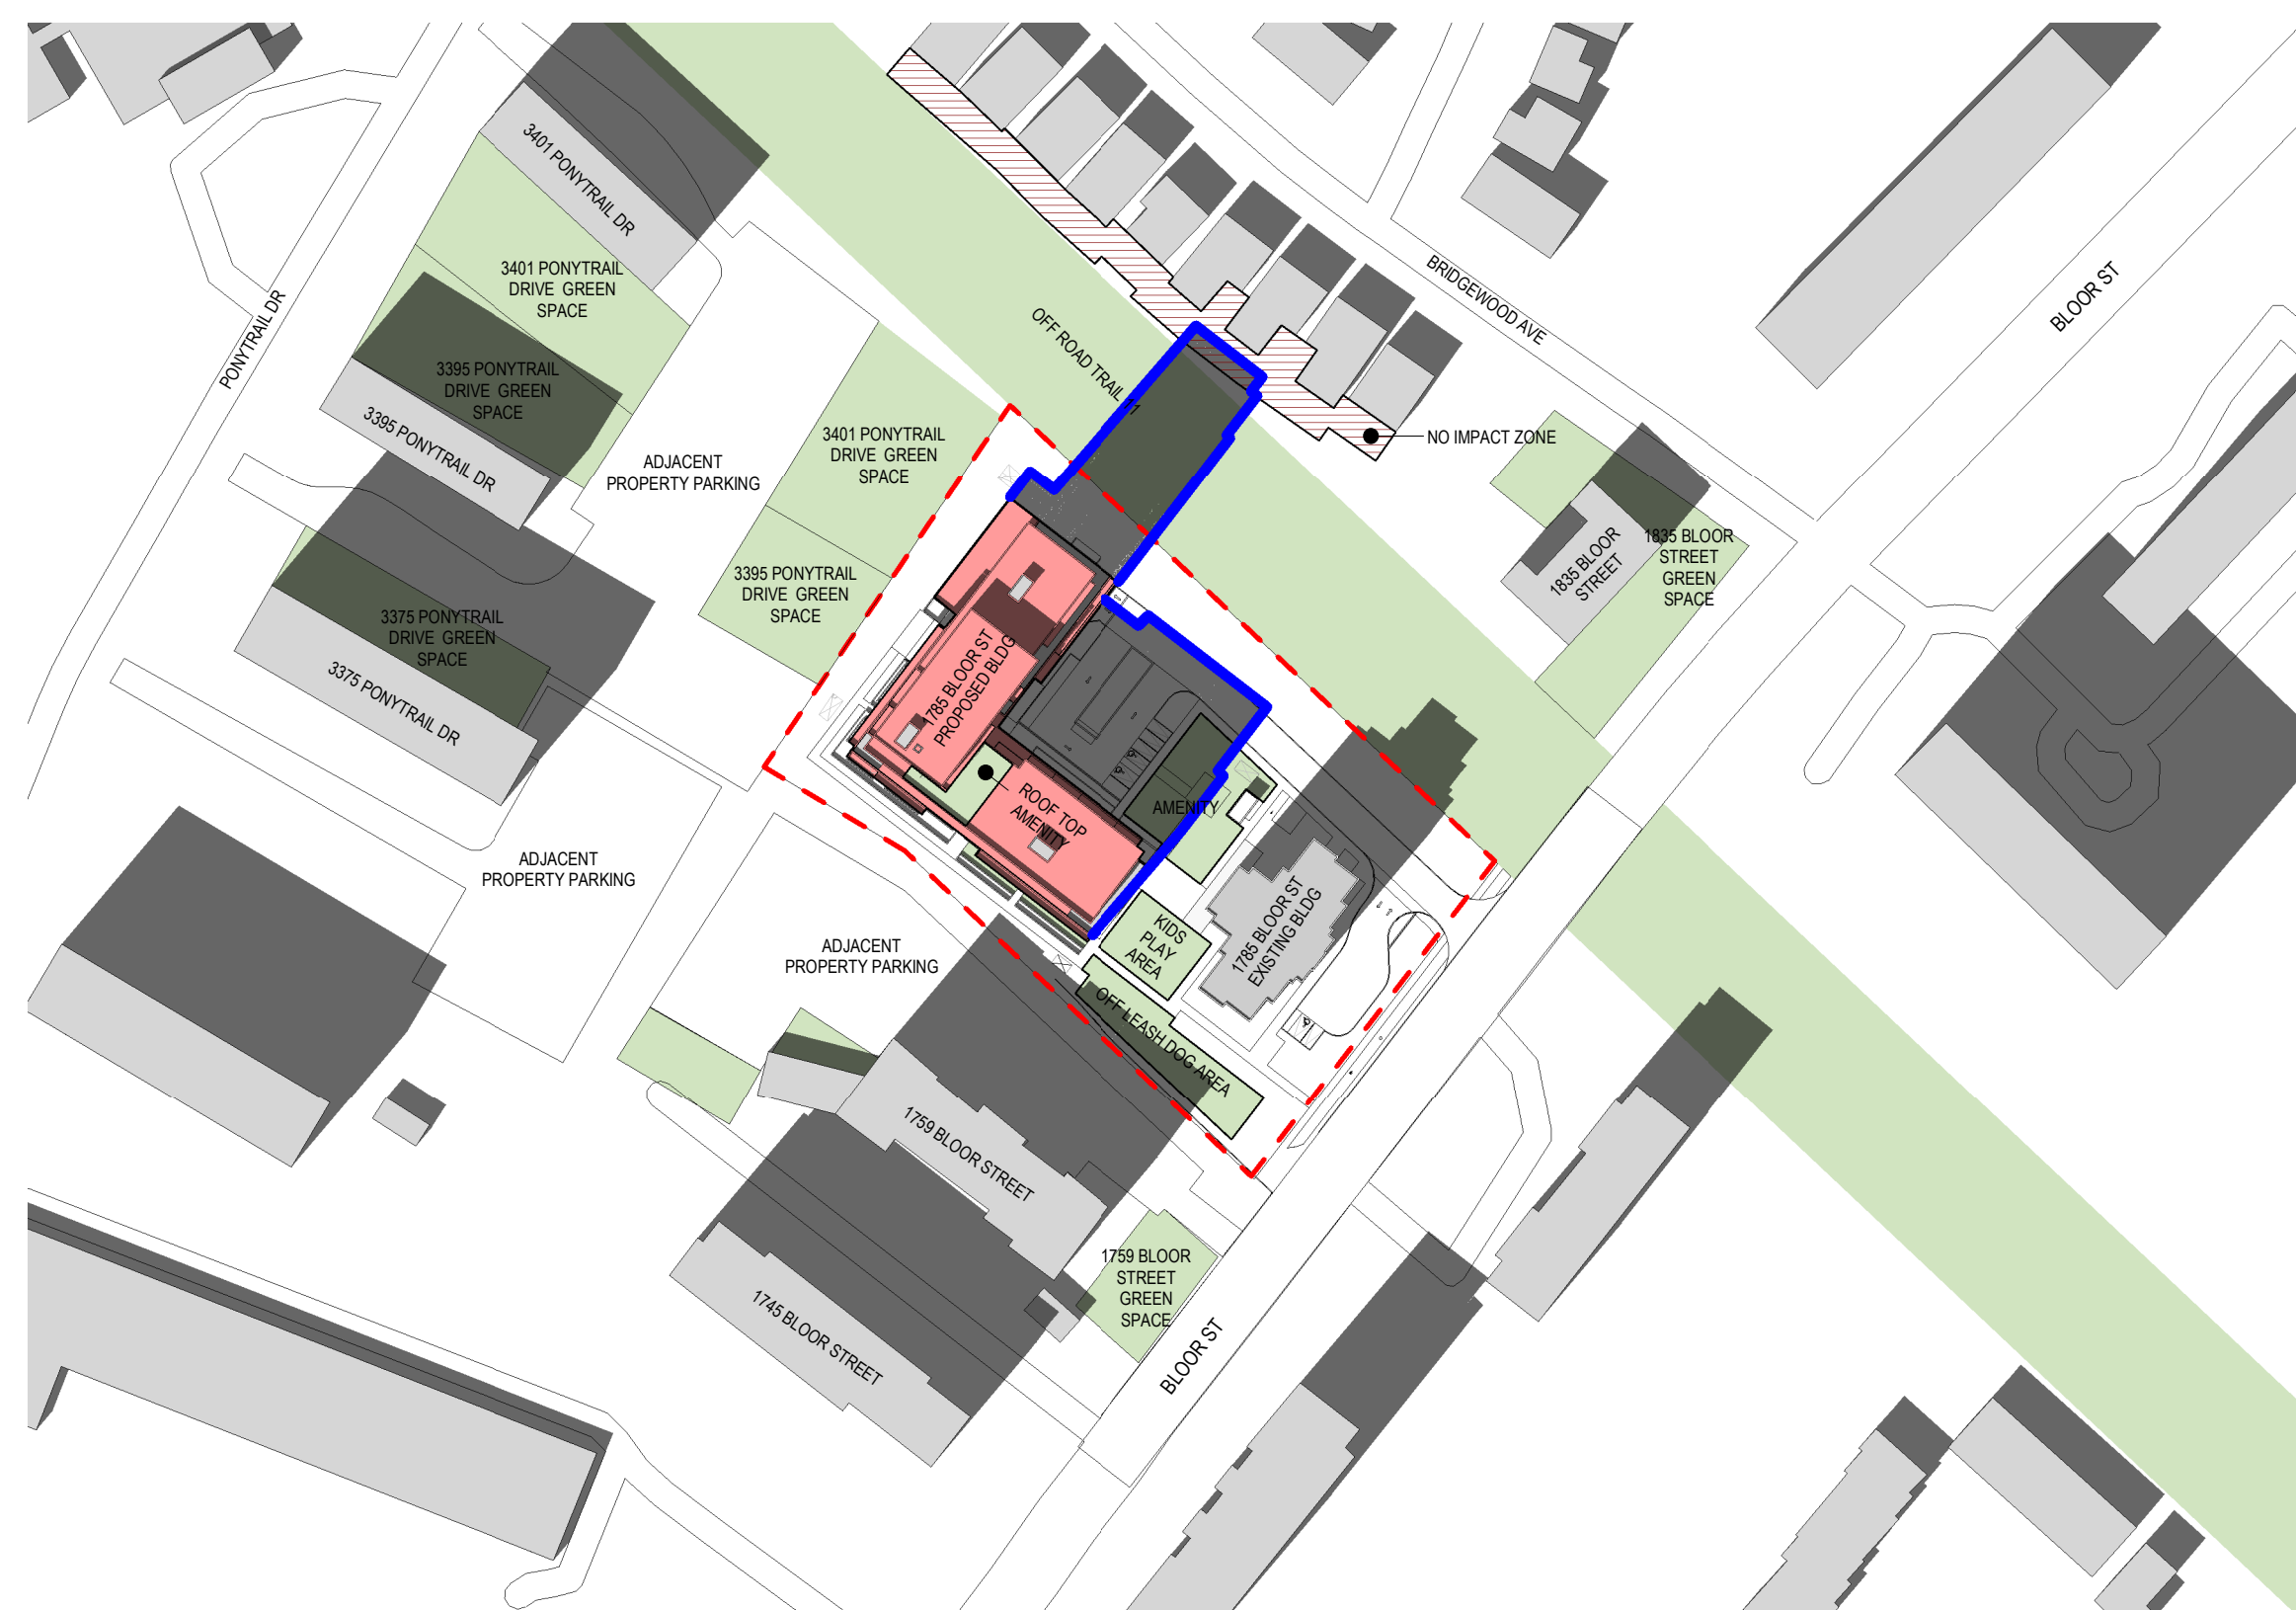 3401 PONYTRAIL DR
3401 PONYTRAIL
DRIVE GREEN
SPACE
PONYTRAIL DR
3395 PONYTRAIL
DRIVE GREEN
SPACE
3395 PONYTRAIL DR
ADJACENT
PROPERTY PARKING
3375 PONYTRAIL
DRIVE GREEN
SPACE
3375 PONYTRAIL DR
OFF ROAD TRAIL
BRIDGEWOOD AVE
BLOOR ST
NO IMPACT ZONE
3401 PONYTRAIL
DRIVE GREEN
SPACE
3395 PONYTRAIL
DRIVE GREEN
SPACE
1835 BLOOR
STREET
1835 BLOOR
STREET
GREEN
SPACE
1785 BLOOR ST
PROPOSED BLDG
ROOF TOP
AMENITY
AMENITY
KIDS
PLAY
AREA
1785 BLOOR ST
EXISTING BLDG
OFF LEASH DOG AREA
ADJACENT
PROPERTY PARKING
ADJACENT
PROPERTY PARKING
1759 BLOOR STREET
1745 BLOOR STREET
1759 BLOOR
STREET
GREEN
SPACE
BLOOR ST